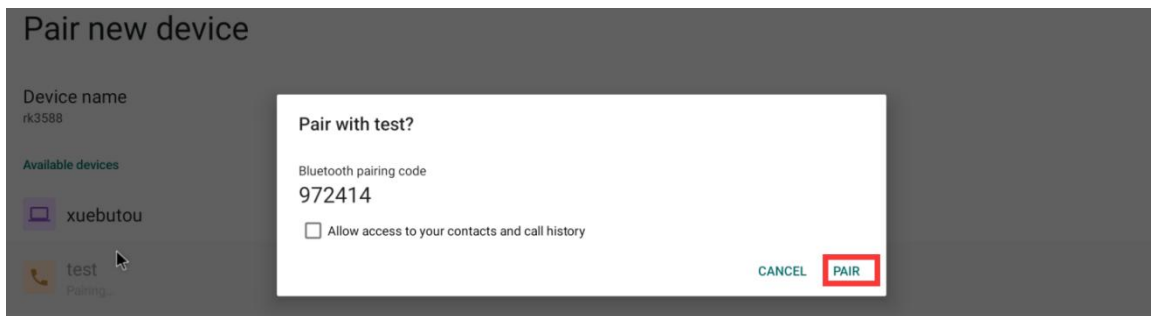 Pair new device
Device name
rk3588
Available devices
xuebutou
test
Pairing...
Pair with test?
Bluetooth pairing code
972414
Allow access to your contacts and call history
CANCEL PAIR